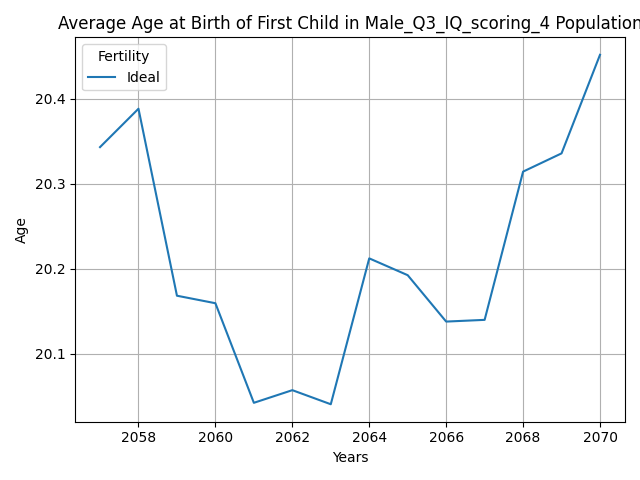 Average Age at Birth of First Child in Male_Q3_IQ_scoring_4 Population
Fertility
Ideal
20.4
20.3
20.2
20.1
Age
2058 2060 2062 2064 2066 2068 2070
Years